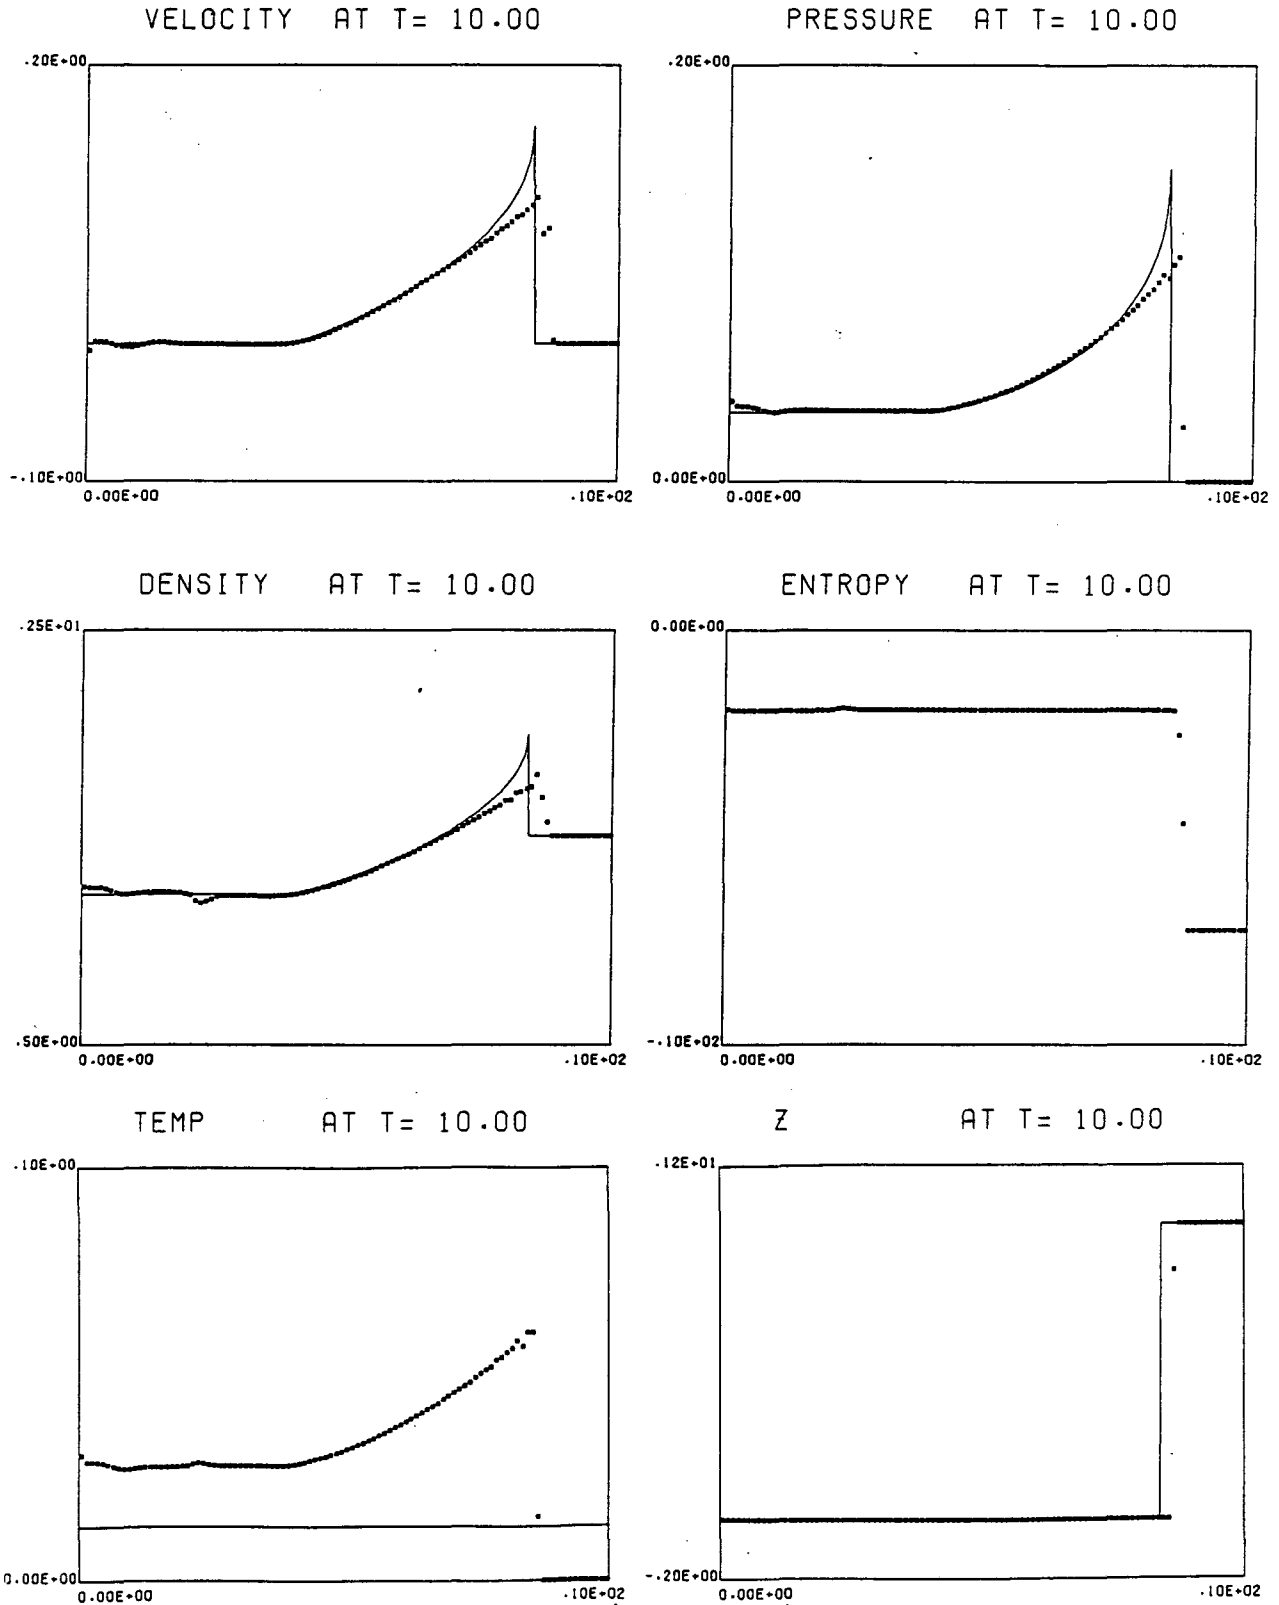 VELOCITY AT T= 10.00
.20E+00
-.10E+00
0.00E+00
.10E+02
PRESSURE AT T= 10.00
.20E+00
0.00E+00
0.00E+00
.10E+02
DENSITY AT T= 10.00
.25E+01
.50E+00
0.00E+00
.10E+02
ENTROPY AT T= 10.00
0.00E+00
-.10E+02
0.00E+00
.10E+02
TEMP AT T= 10.00
.10E+00
0.00E+00
0.00E+00
.10E+02
Z AT T= 10.00
.12E+01
-.20E+00
0.00E+00
.10E+02